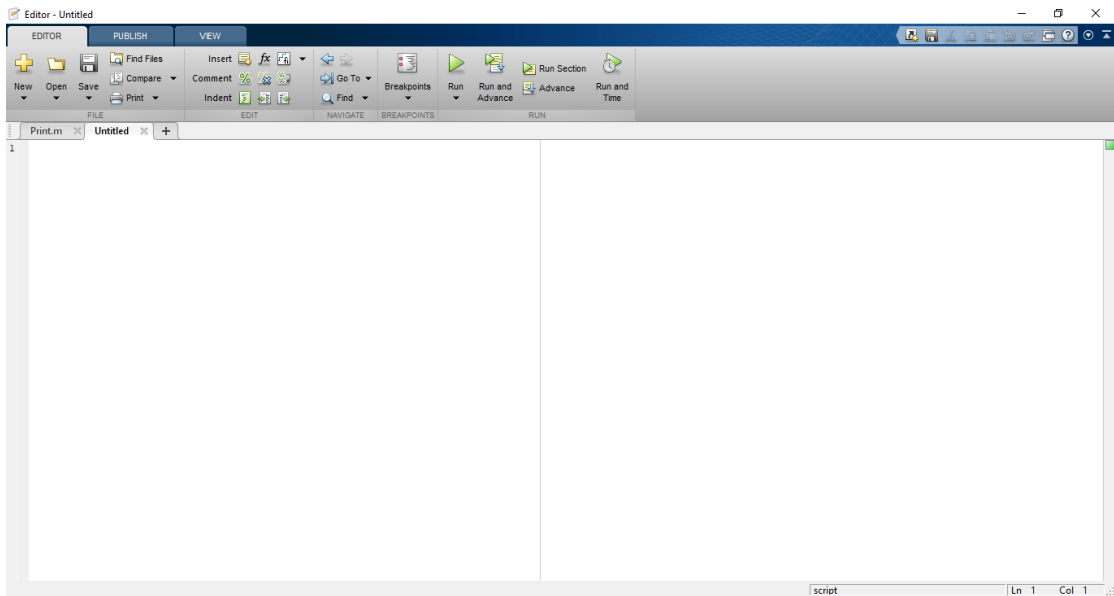 Editor - Untitled
EDITOR PUBLISH VIEW
Find Files Insert fx
New Open Save Compare Comment Go To Breakpoints Run Run and Advance Run Section Advance Run and Time
Print Indent Find
FILE EDIT NAVIGATE BREAKPOINTS RUN
Print.m Untitled +
1
script Ln 1 Col 1